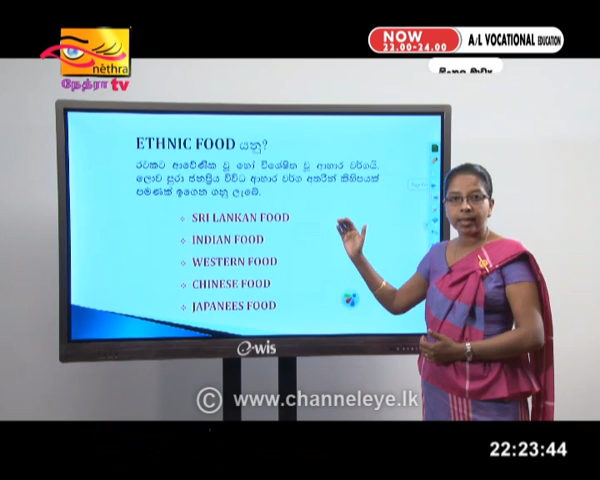 NOW
22.00-24.00
A/L VOCATIONAL EDUCATION
nēthra
நேத்ரா tv
ETHNIC FOOD යනු?
රටකට ආවේණික වූ හෝ විශේෂිත වූ ආහාර වර්ගයි.
ලොව පුරා ජනප්‍රිය විවිධ ආහාර වර්ග අතරින් කිහිපයක්
පමණක් ඉගෙන ගනු ලැබේ.
❖ SRI LANKAN FOOD
❖ INDIAN FOOD
❖ WESTERN FOOD
❖ CHINESE FOOD
❖ JAPANEES FOOD
e-wis
© www.channeleye.lk
22:23:44